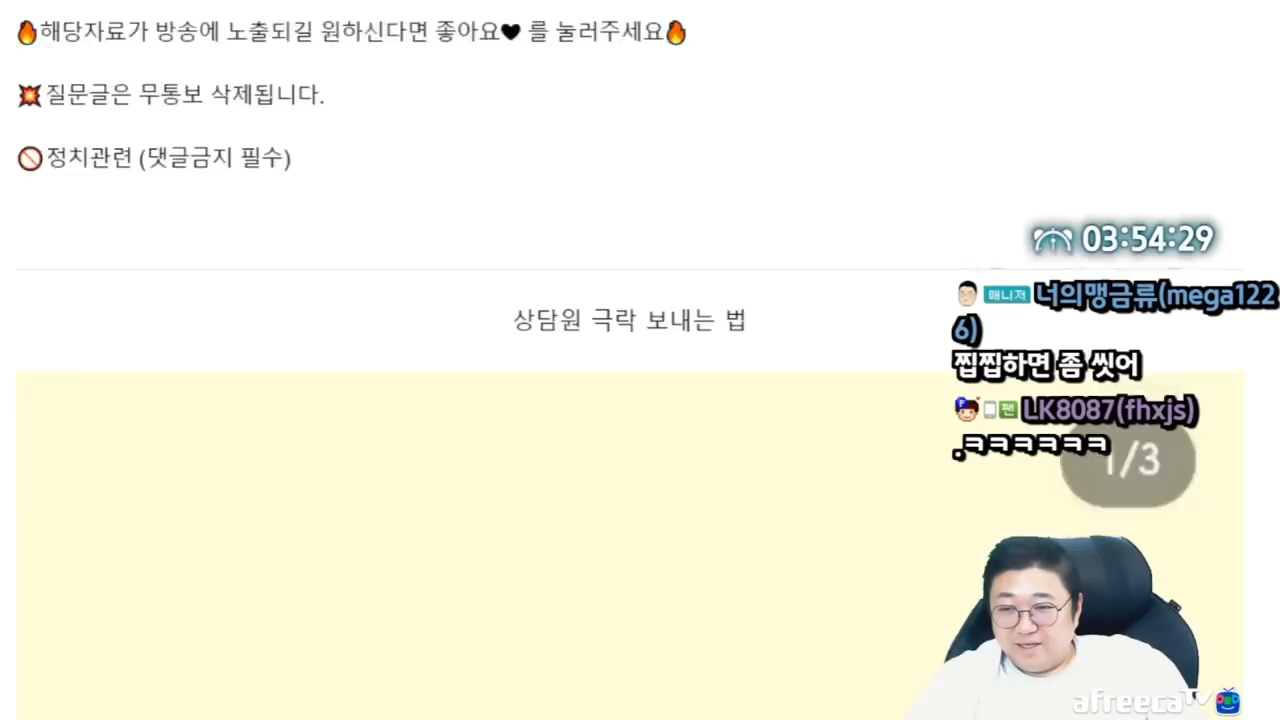 🔥해당자료가 방송에 노출되길 원하신다면 좋아요🖤 를 눌러주세요🔥
💥질문글은 무통보 삭제됩니다.
🚫정치관련 (댓글금지 필수)
03:54:29
상담원 극락 보내는 법
매니저 너의맹금류(mega122
6)
찝찝하면 좀 씻어
팬 LK8087(fhxjs)
.ㅋㅋㅋㅋㅋㅋ
1/3
afreecaTV